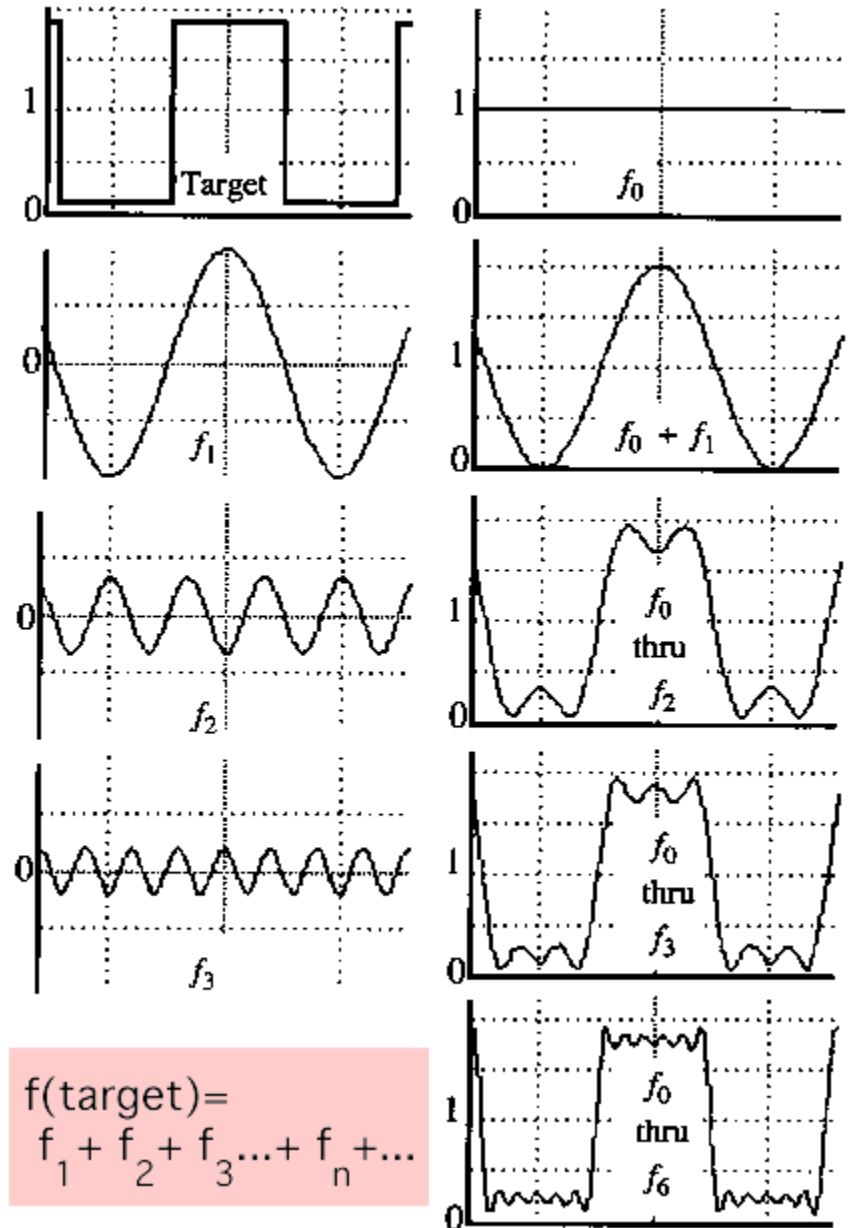 1
0
Target
1
0
f₀
0
f₁
1
0
f₀ + f₁
0
f₂
1
0
f₀
thru
f₂
0
f₃
1
0
f₀
thru
f₃
f(target)=
f₁+ f₂+ f₃...+ fₙ+...
1
0
f₀
thru
f₆